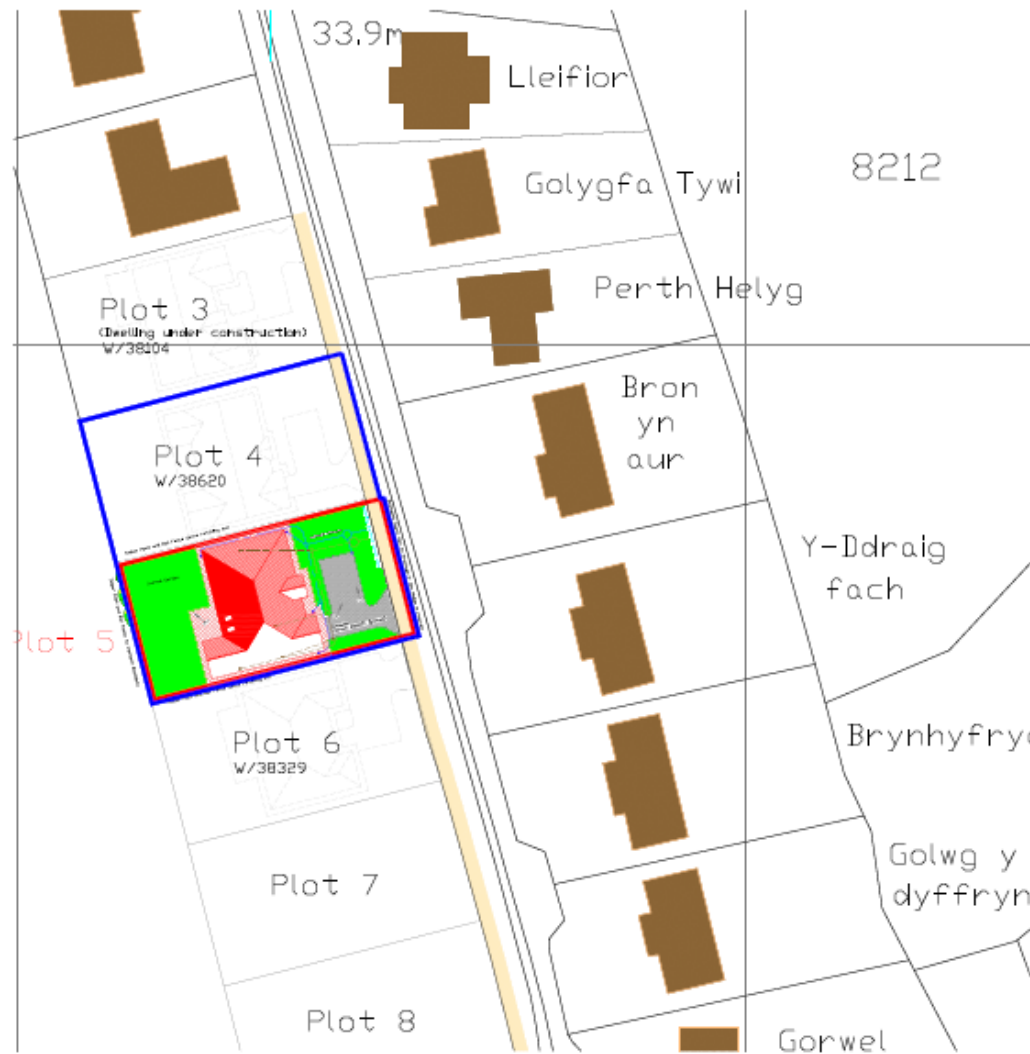 33.9m
Lleifior
Golygfa Tywi
8212
Perth Helyg
Plot 3
(Dwelling under construction)
W/38104
Bron
yn
aur
Plot 4
W/38620
Y-Ddraig
fach
Plot 5
Plot 6
W/38329
Brynhyfryd
Golwg y
dyffryn
Plot 7
Plot 8
Gorwel